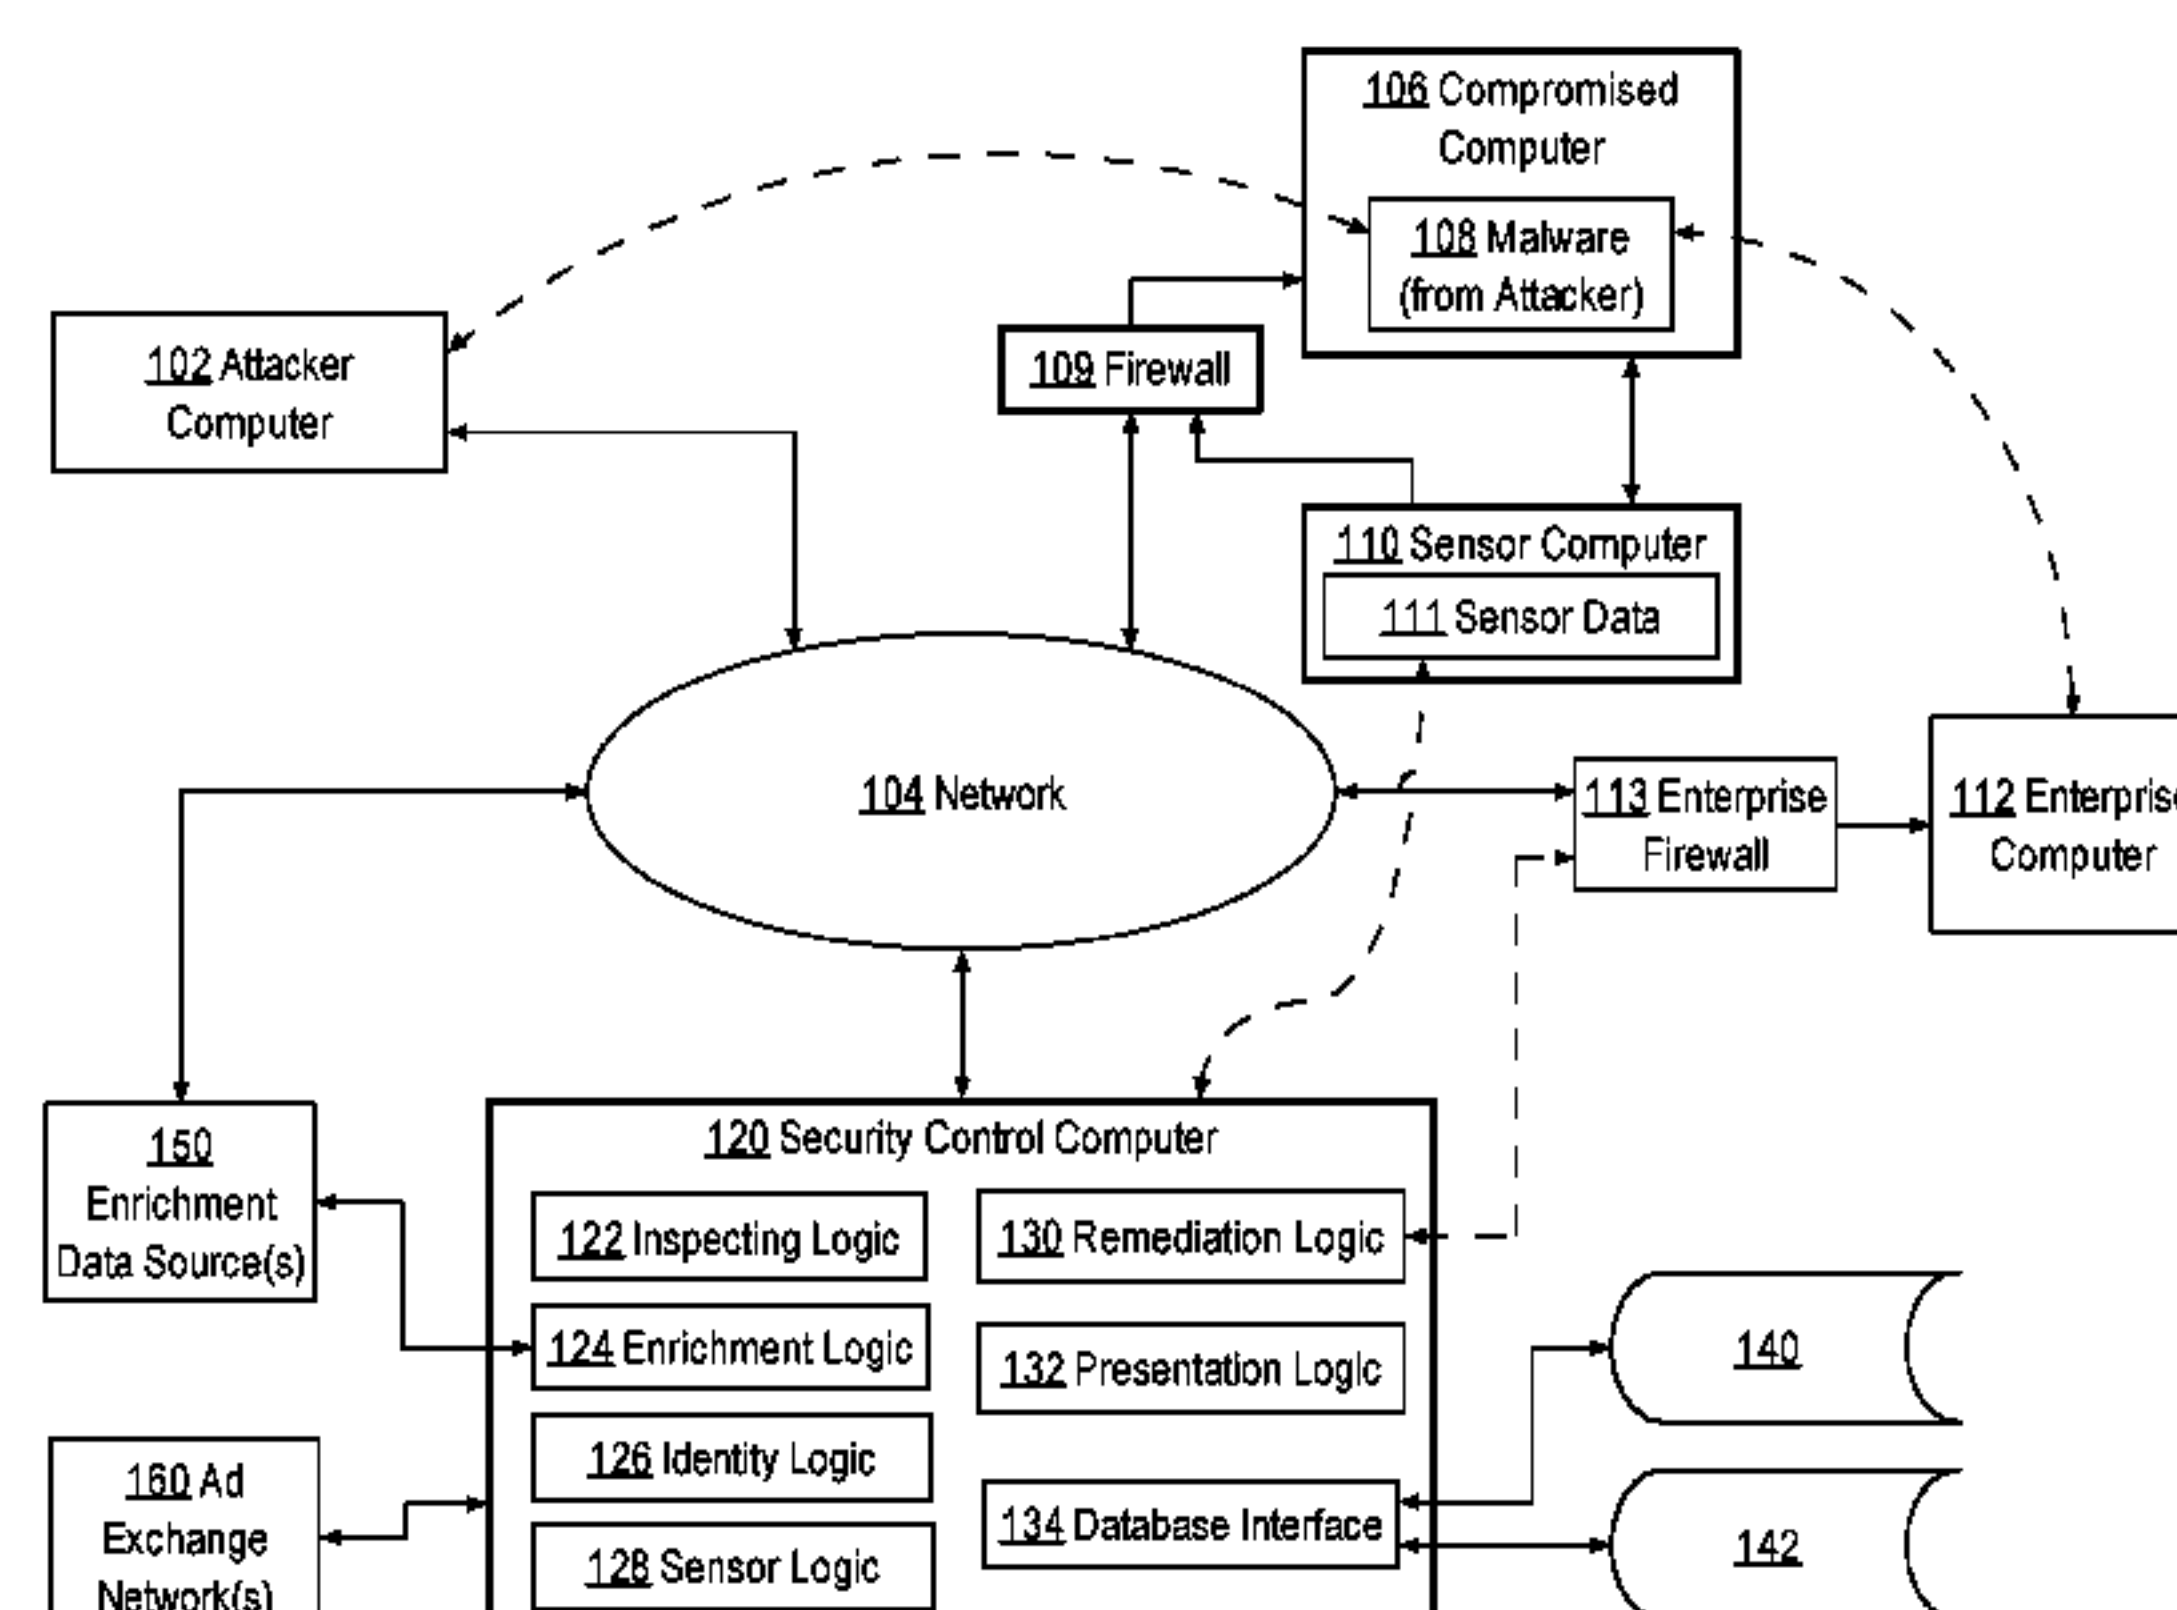 106 Compromised
Computer
108 Malware
(from Attacker)
102 Attacker
Computer
109 Firewall
110 Sensor Computer
111 Sensor Data
104 Network
113 Enterprise
Firewall
112 Enterprise
Computer
120 Security Control Computer
150
Enrichment
Data Source(s)
122 Inspecting Logic
130 Remediation Logic
124 Enrichment Logic
132 Presentation Logic
140
126 Identity Logic
160 Ad
Exchange
Network(s)
134 Database Interface
128 Sensor Logic
142